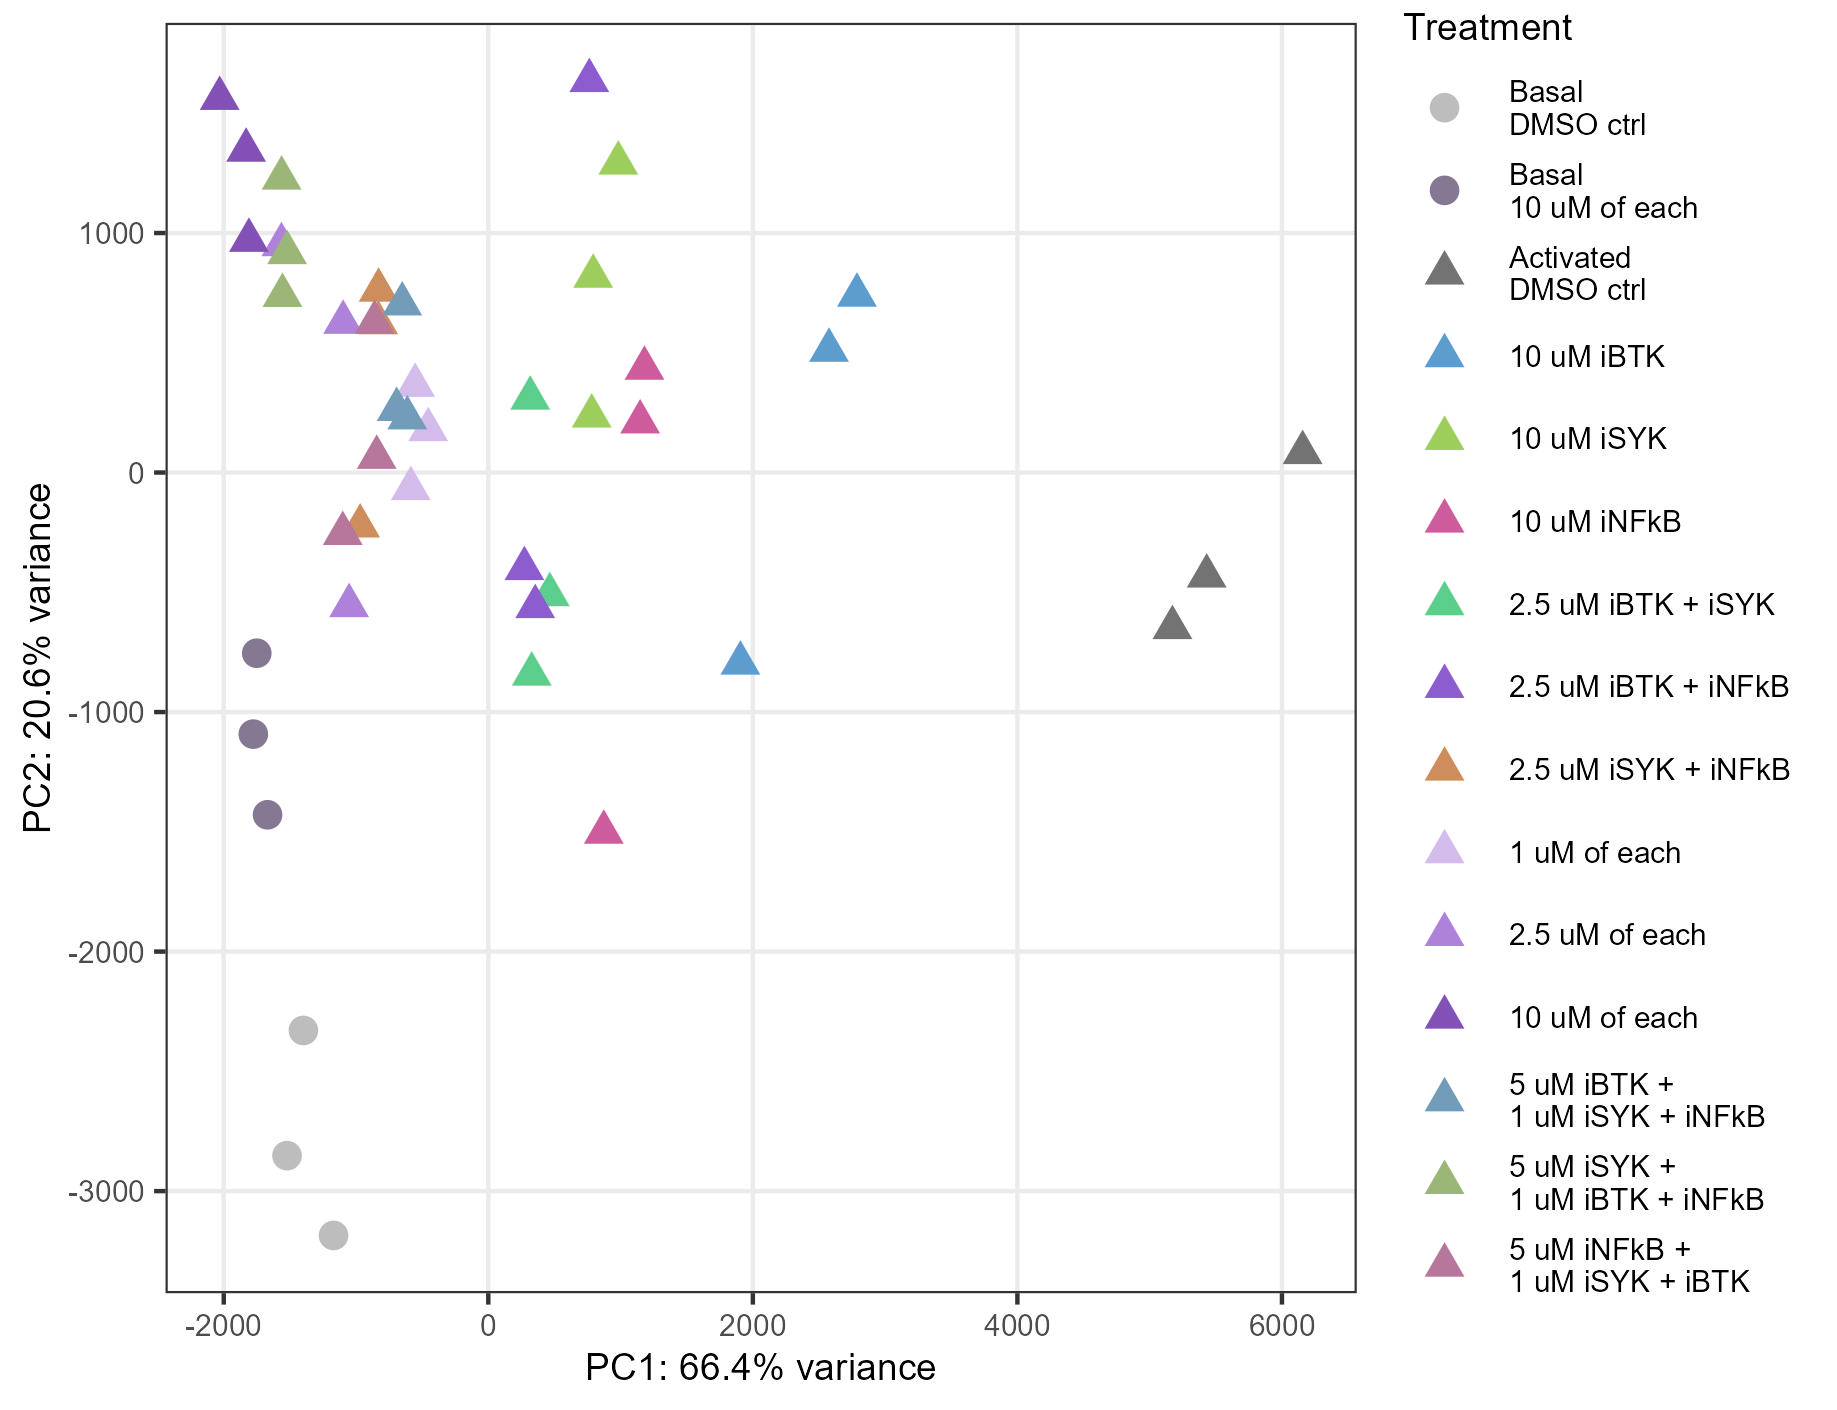 Treatment
Basal
DMSO ctrl
Basal
10 uM of each
Activated
DMSO ctrl
10 uM iBTK
10 uM iSYK
10 uM iNFkB
2.5 uM iBTK + iSYK
2.5 uM iBTK + iNFkB
2.5 uM iSYK + iNFkB
1 uM of each
2.5 uM of each
10 uM of each
5 uM iBTK +
1 uM iSYK + iNFkB
5 uM iSYK +
1 uM iBTK + iNFkB
5 uM iNFkB +
1 uM iSYK + iBTK
PC2: 20.6% variance
1000
0
-1000
-2000
-3000
-2000
0
2000
4000
6000
PC1: 66.4% variance